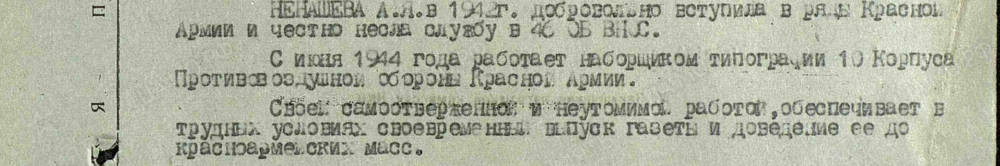 НЕНАШЕВА А.Я.в 1942г. добровольно вступила в ряды Красной
Армии и честно несла службу в 46 ОБ ВНОС.
С июня 1944 года работает наборщиком типографии 10 Корпуса
Противовоздушной обороны Красной Армии.
Своей самоотверженной и неутомимой работой,обеспечивает в
трудных условиях своевременный выпуск газеты и доведение ее до
красноармейских масс.
П
Я